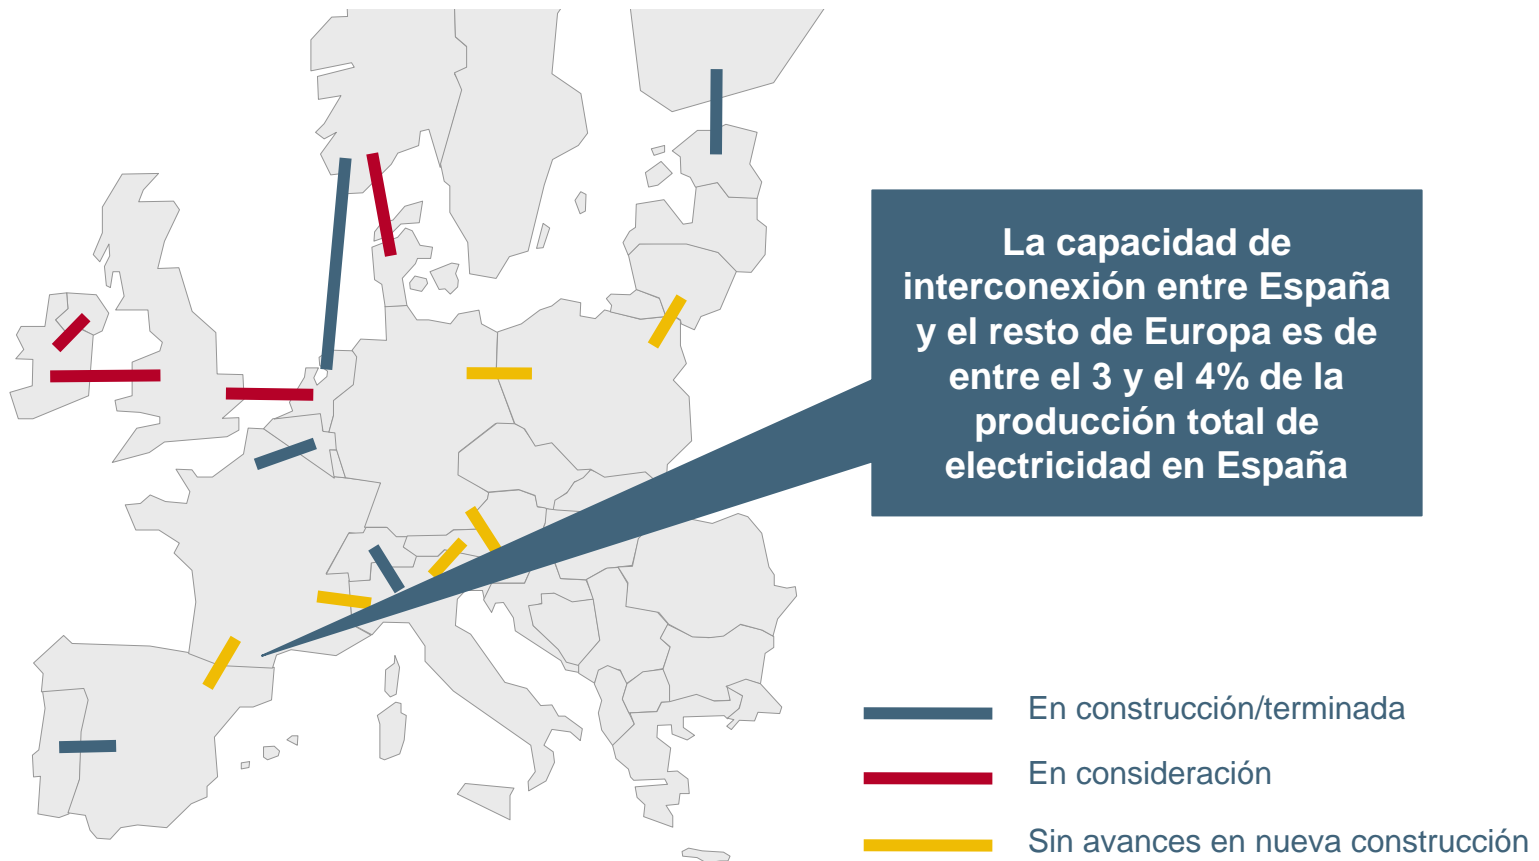 La capacidad de
interconexión entre España
y el resto de Europa es de
entre el 3 y el 4% de la
producción total de
electricidad en España
En construcción/terminada
En consideración
Sin avances en nueva construcción